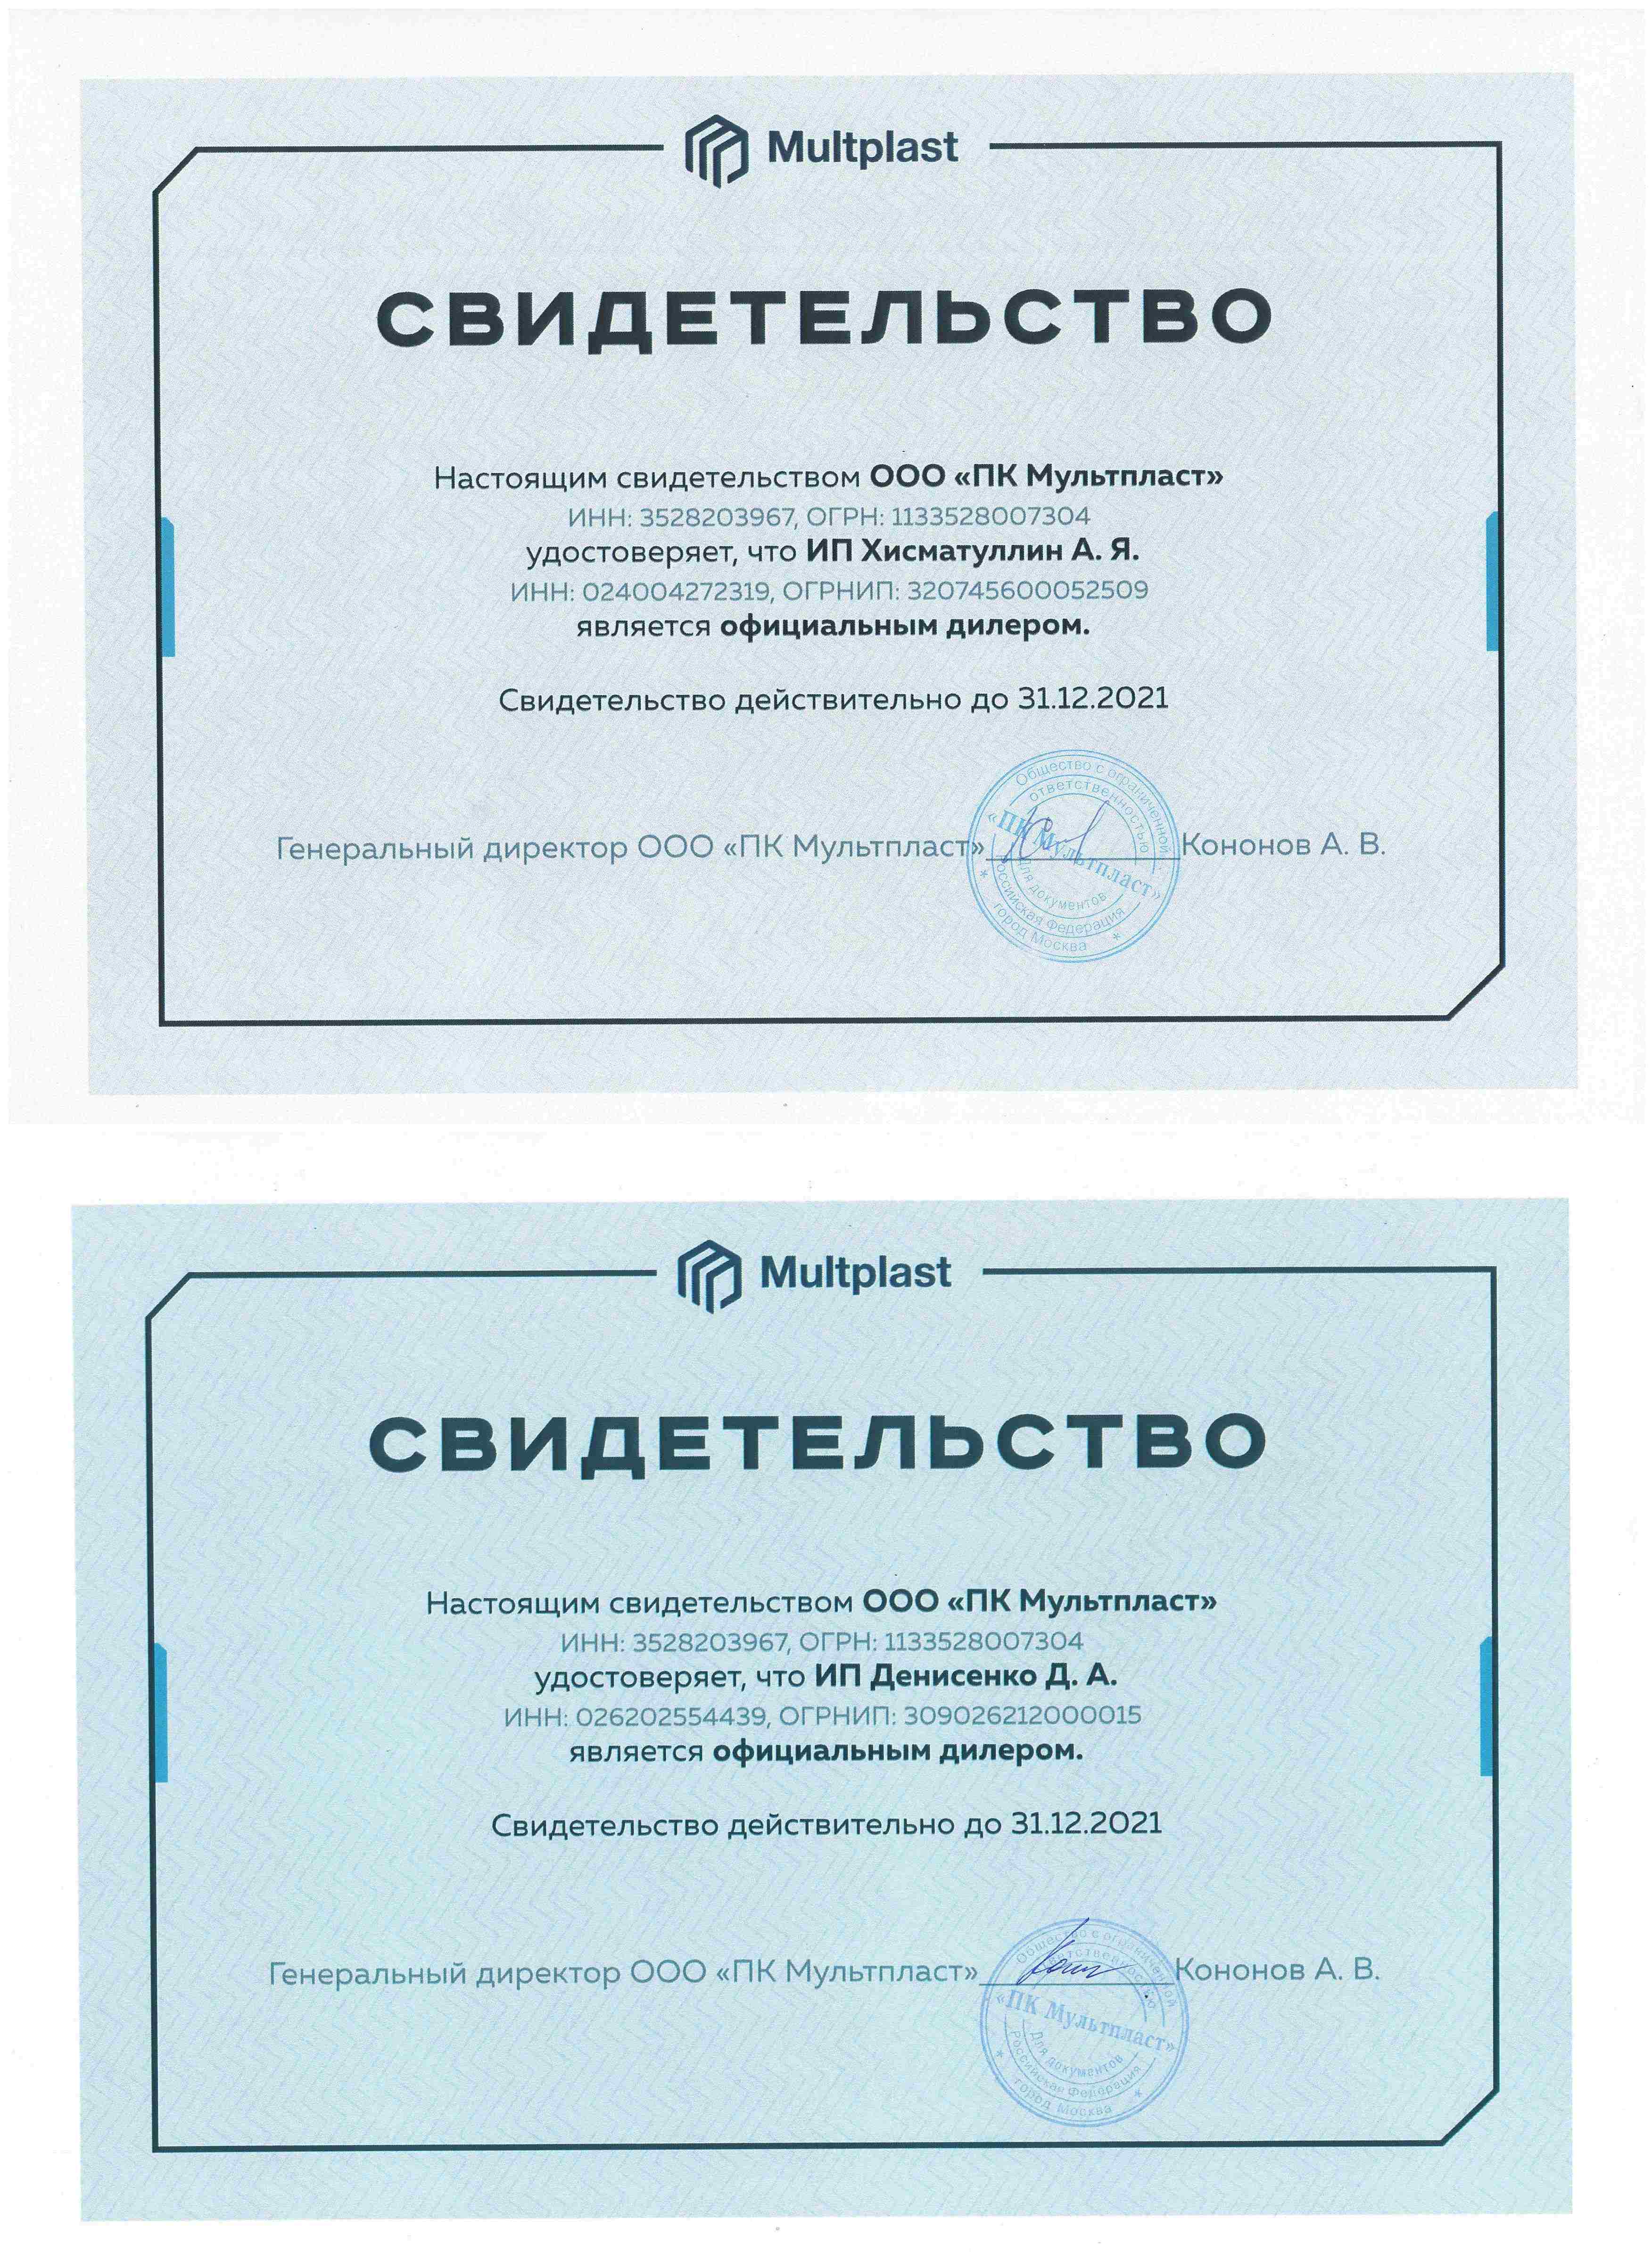 Multplast
СВИДЕТЕЛЬСТВО
Настоящим свидетельством ООО «ПК Мультпласт»
ИНН: 3528203967, ОГРН: 1133528007304
удостоверяет, что ИП Хисматуллин А. Я.
ИНН: 024004272319, ОГРНИП: 320745600052509
является официальным дилером.
Свидетельство действительно до 31.12.2021
Генеральный директор ООО «ПК Мультпласт» Кононов А. В.
Общество с ограниченной
ответственностью
«ПК Мультпласт»
Для документов
Российская Федерация
город Москва
Multplast
СВИДЕТЕЛЬСТВО
Настоящим свидетельством ООО «ПК Мультпласт»
ИНН: 3528203967, ОГРН: 1133528007304
удостоверяет, что ИП Денисенко Д. А.
ИНН: 026202554439, ОГРНИП: 309026212000015
является официальным дилером.
Свидетельство действительно до 31.12.2021
Генеральный директор ООО «ПК Мультпласт» Кононов А. В.
Общество с ограниченной
ответственностью
«ПК Мультпласт»
Для документов
Российская Федерация
город Москва